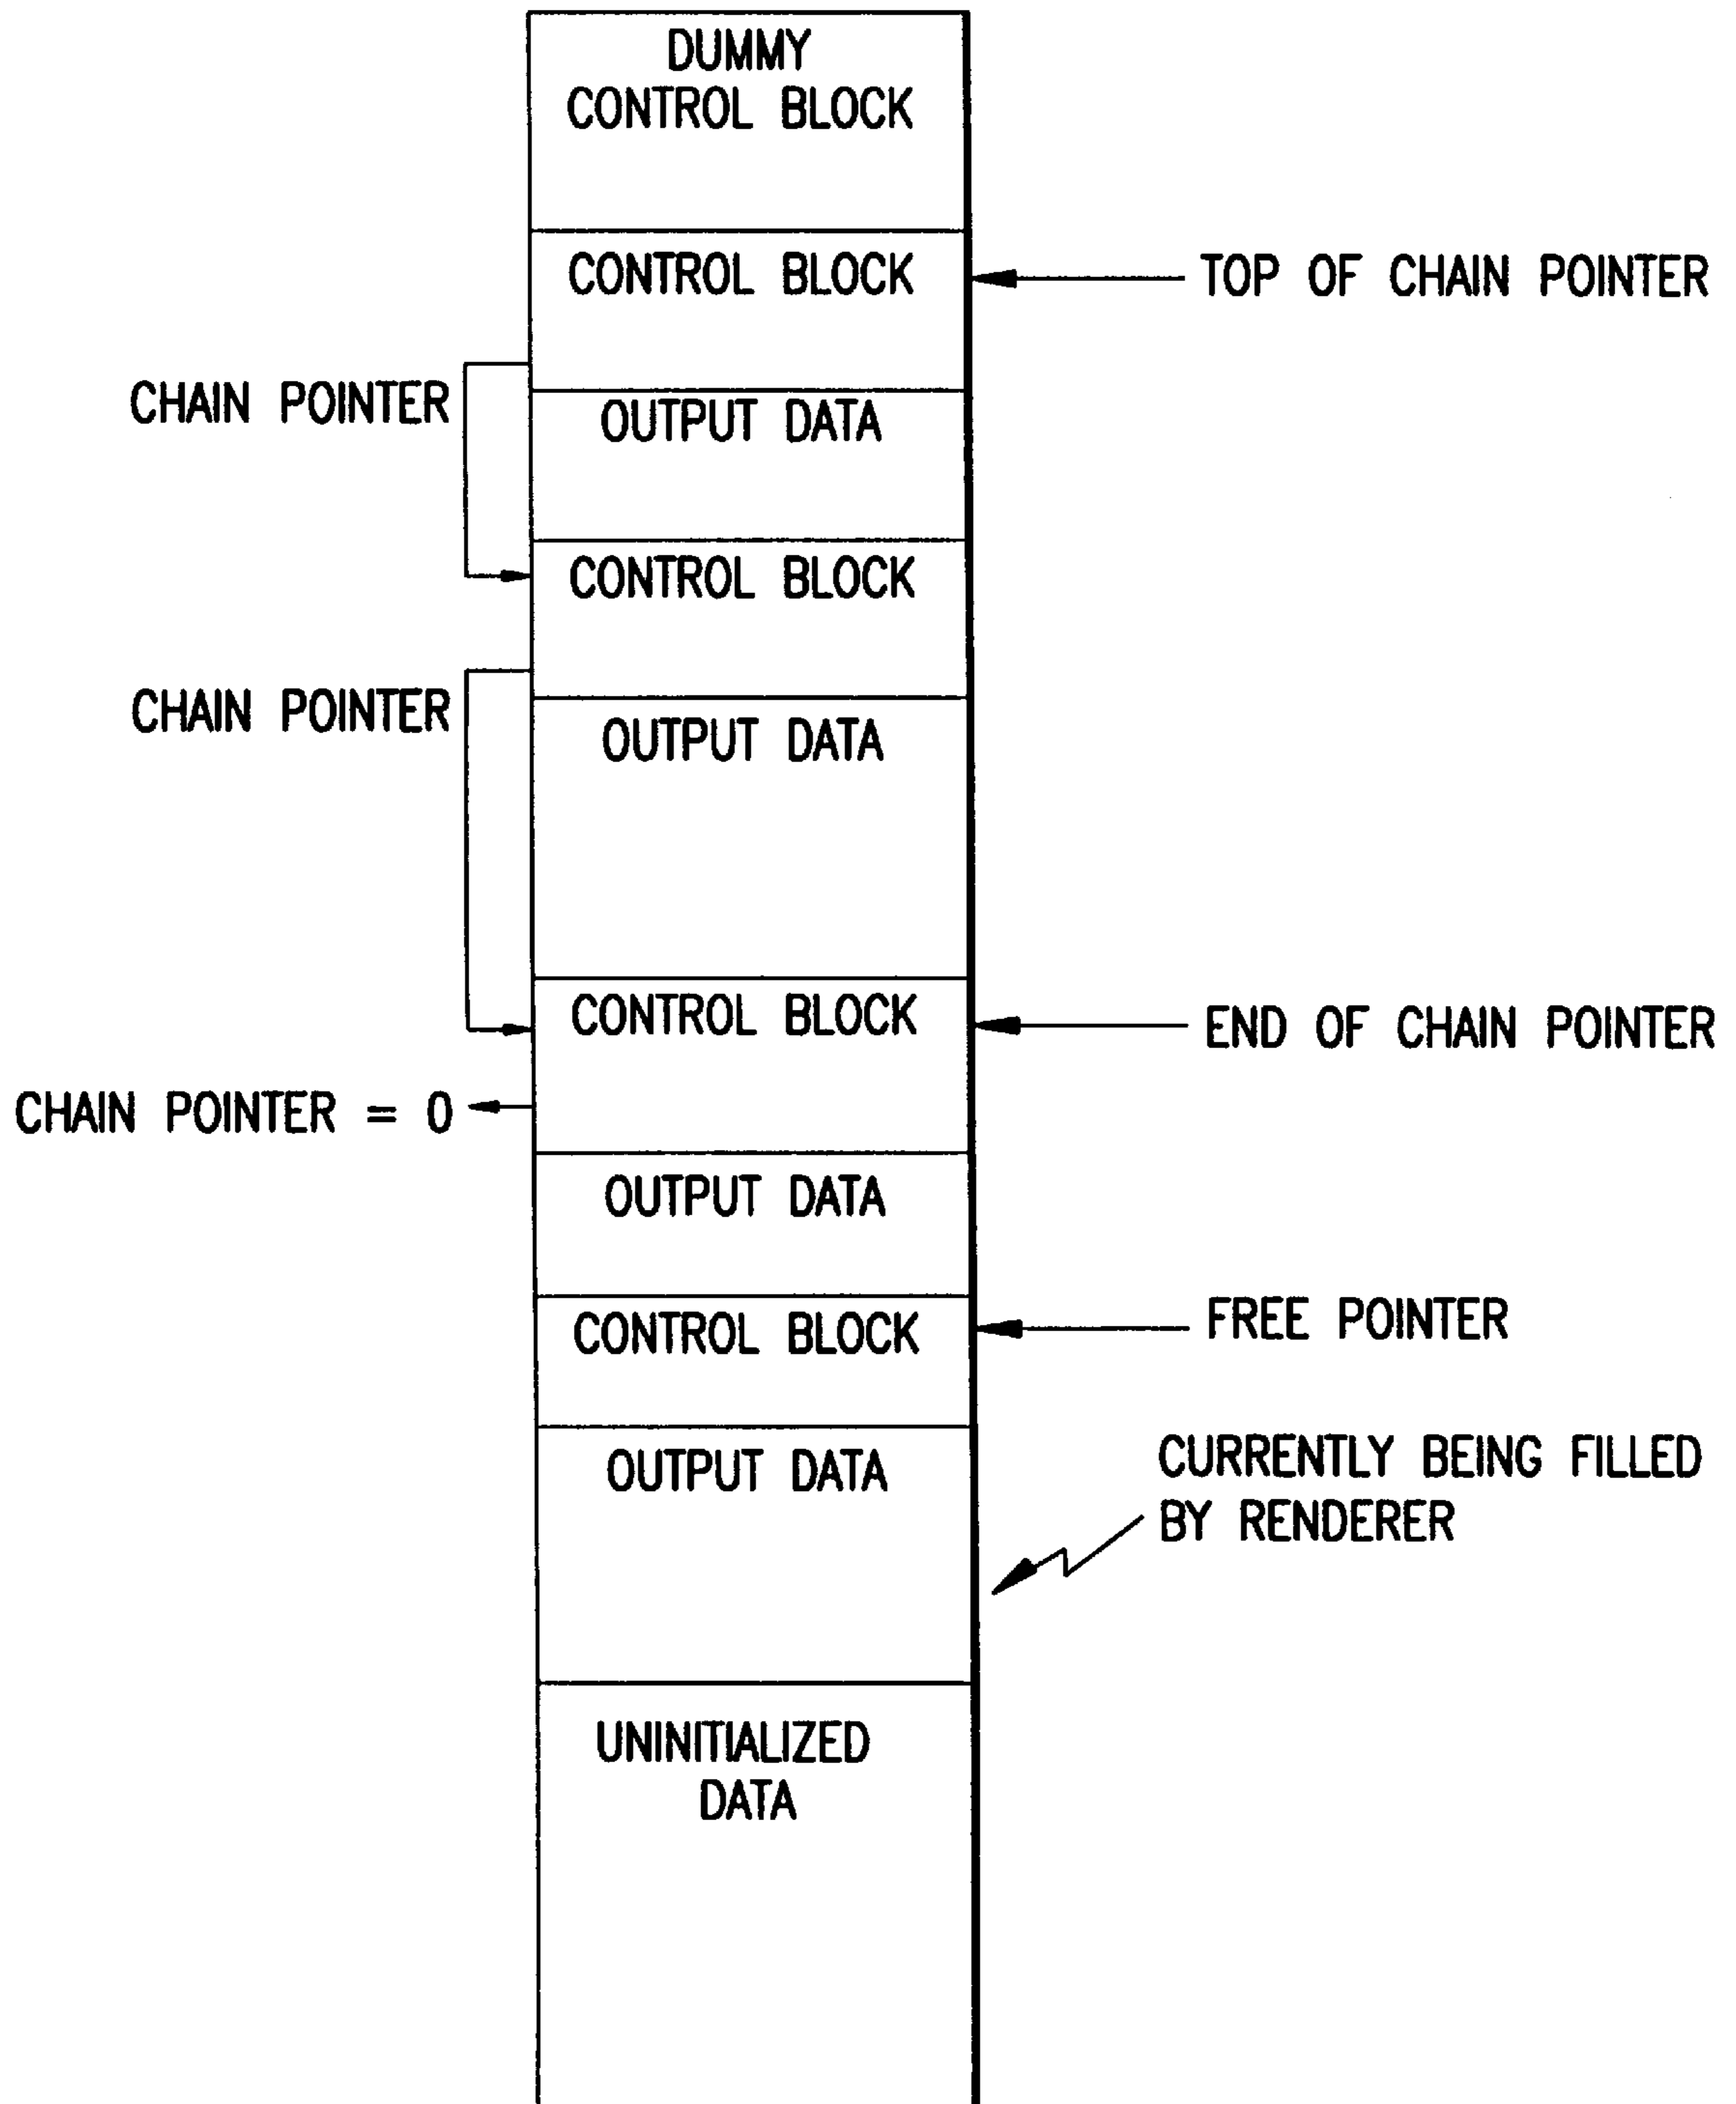 DUMMY
CONTROL BLOCK
CONTROL BLOCK
TOP OF CHAIN POINTER
CHAIN POINTER
OUTPUT DATA
CONTROL BLOCK
CHAIN POINTER
OUTPUT DATA
CONTROL BLOCK
END OF CHAIN POINTER
CHAIN POINTER = 0
OUTPUT DATA
CONTROL BLOCK
FREE POINTER
OUTPUT DATA
CURRENTLY BEING FILLED
BY RENDERER
UNINITIALIZED
DATA